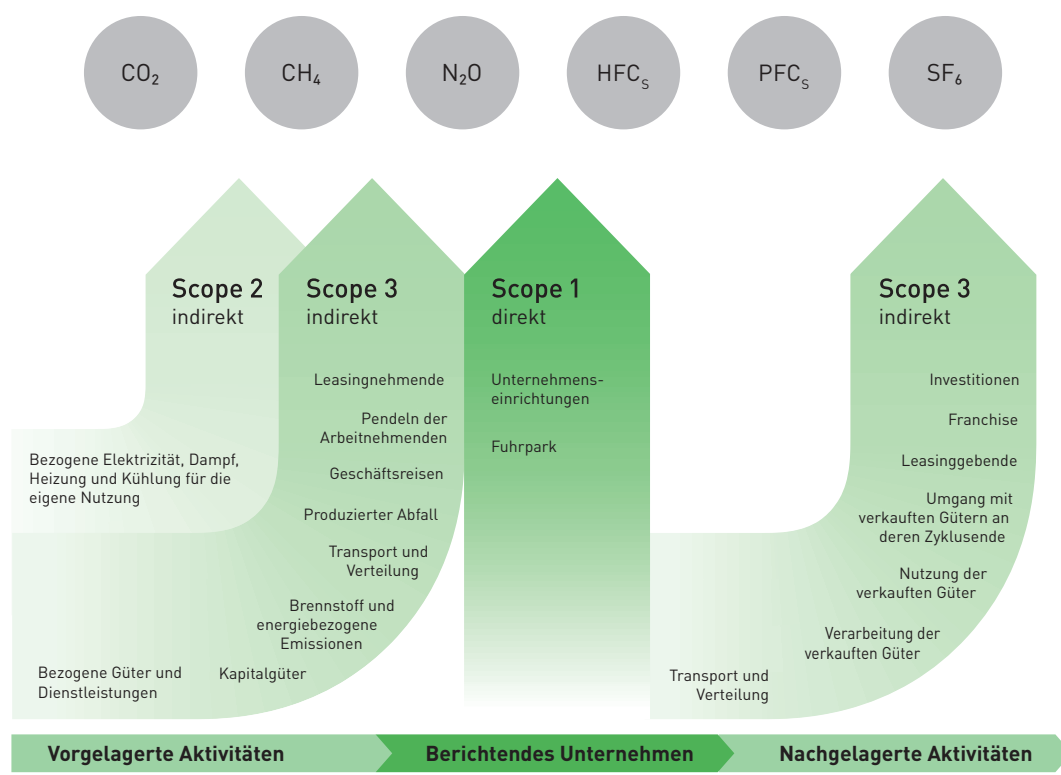 CO₂
CH₄
N₂O
HFCₛ
PFCₛ
SF₆
Scope 2
indirekt
Bezogene Elektrizität, Dampf,
Heizung und Kühlung für die
eigene Nutzung
Scope 3
indirekt
Leasingnehmende
Pendeln der
Arbeitnehmenden
Geschäftsreisen
Produzierter Abfall
Transport und
Verteilung
Brennstoff und
energiebezogene
Emissionen
Kapitalgüter
Bezogene Güter und
Dienstleistungen
Scope 1
direkt
Unternehmens-
einrichtungen
Fuhrpark
Scope 3
indirekt
Investitionen
Franchise
Leasinggebende
Umgang mit
verkauften Gütern an
deren Zyklusende
Nutzung der
verkauften Güter
Verarbeitung der
verkauften Güter
Transport und
Verteilung
Vorgelagerte Aktivitäten
Berichtendes Unternehmen
Nachgelagerte Aktivitäten